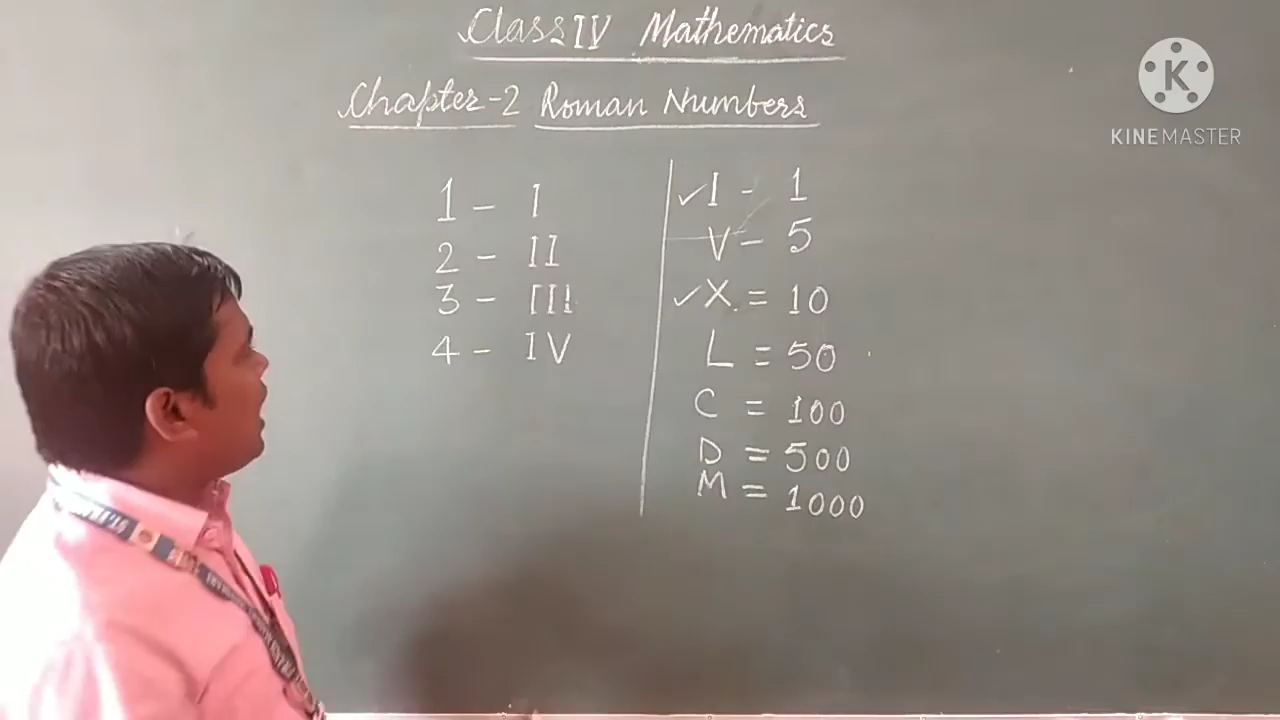 Class IV Mathematics
Chapter-2 Roman Numbers
1 - I
2 - II
3 - III
4 - IV
✓I - 1
V - 5
✓X = 10
L = 50
C = 100
D = 500
M = 1000
K
KINEMASTER